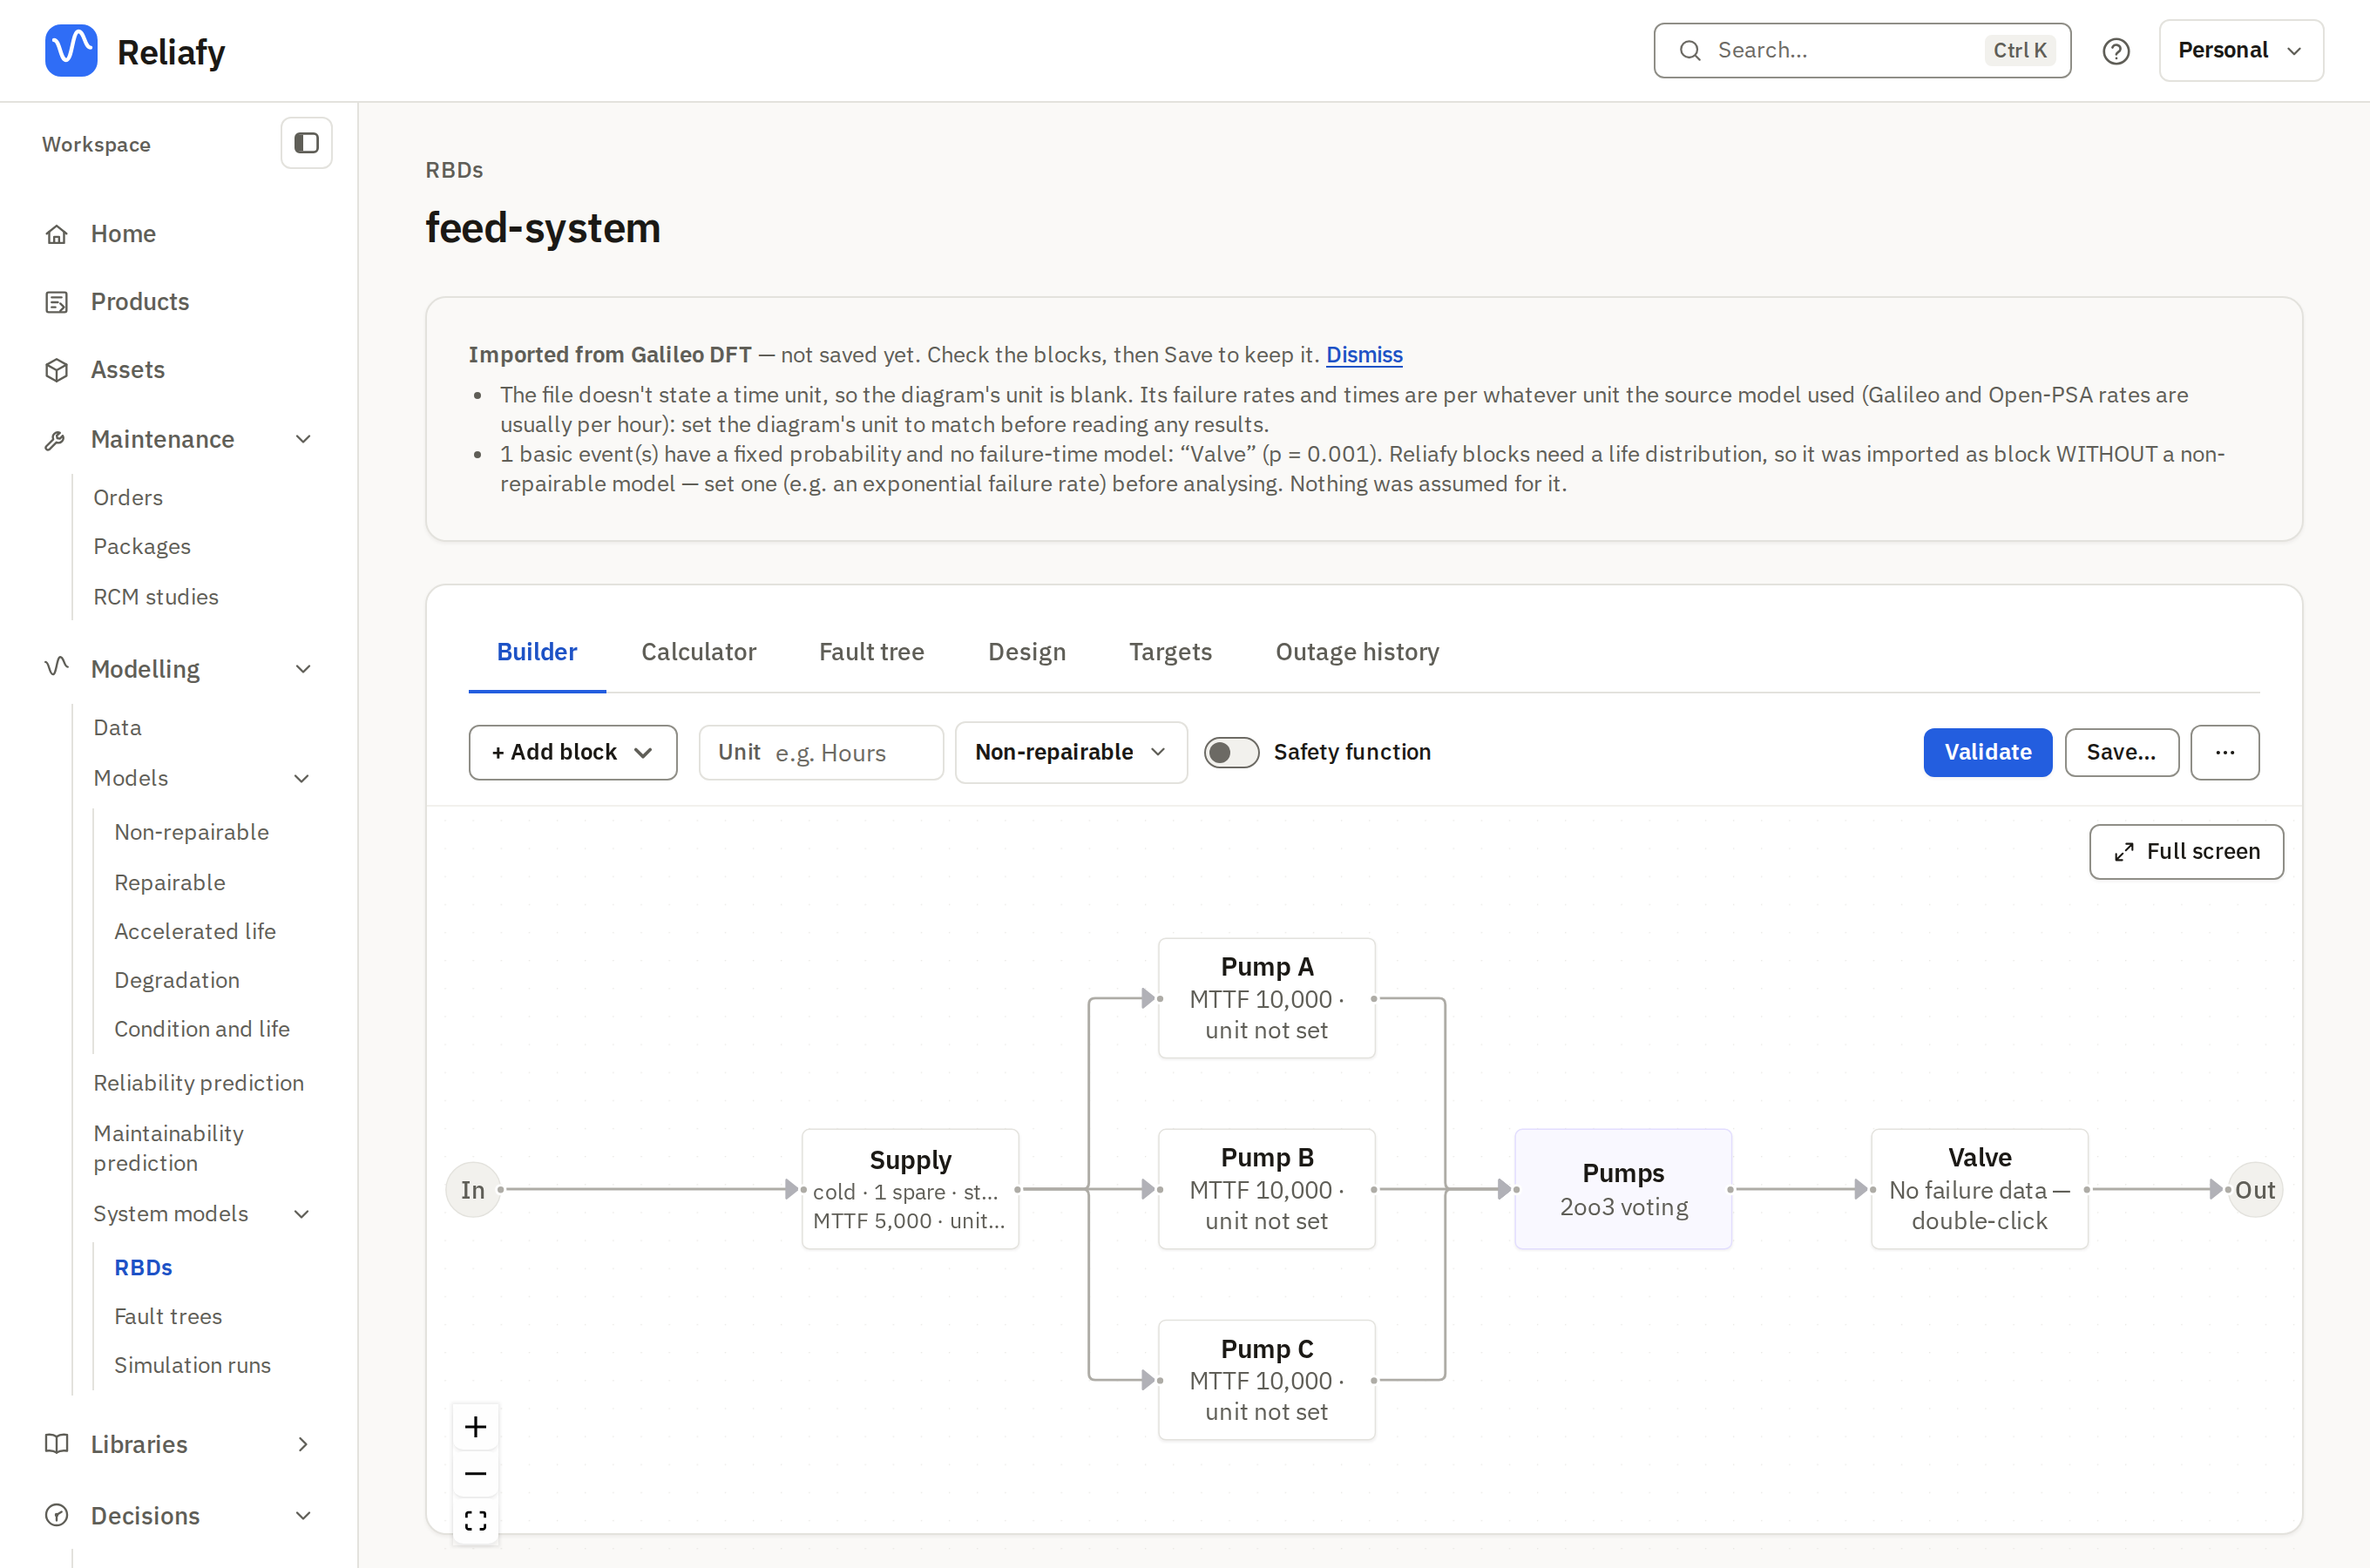 Reliafy
Search...
Ctrl K
Personal
Workspace
Home
Products
Assets
Maintenance
Orders
Packages
RCM studies
Modelling
Data
Models
Non-repairable
Repairable
Accelerated life
Degradation
Condition and life
Reliability prediction
Maintainability
prediction
System models
RBDs
Fault trees
Simulation runs
Libraries
Decisions
RBDs
feed-system
Imported from Galileo DFT — not saved yet. Check the blocks, then Save to keep it. Dismiss
• The file doesn't state a time unit, so the diagram's unit is blank. Its failure rates and times are per whatever unit the source model used (Galileo and Open-PSA rates are
usually per hour): set the diagram's unit to match before reading any results.
• 1 basic event(s) have a fixed probability and no failure-time model: “Valve” (p = 0.001). Reliafy blocks need a life distribution, so it was imported as block WITHOUT a non-
repairable model — set one (e.g. an exponential failure rate) before analysing. Nothing was assumed for it.
Builder
Calculator
Fault tree
Design
Targets
Outage history
+ Add block
Unit e.g. Hours
Non-repairable
Safety function
Validate
Save...
...
Full screen
In
Supply
cold · 1 spare · st...
MTTF 5,000 · unit...
Pump A
MTTF 10,000 ·
unit not set
Pump B
MTTF 10,000 ·
unit not set
Pump C
MTTF 10,000 ·
unit not set
Pumps
2oo3 voting
Valve
No failure data —
double-click
Out